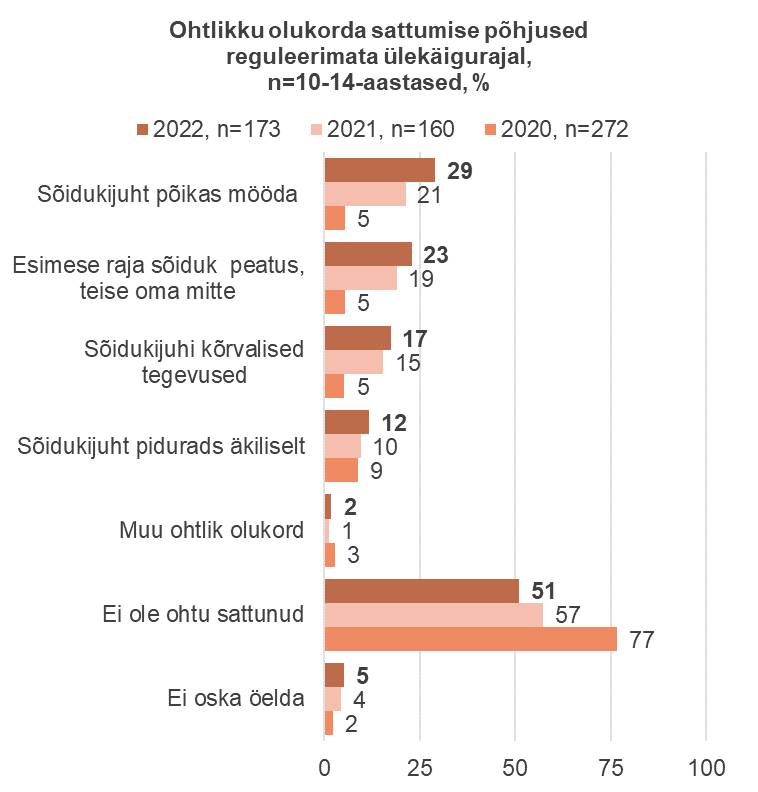 Ohtlikku olukorda sattumise põhjused
reguleerimata ülekäigurajal,
n=10-14-aastased, %
2022, n=173 2021, n=160 2020, n=272
Sõidukijuht põikas mööda
29
21
5
Esimese raja sõiduk  peatus,
teise oma mitte
23
19
5
Sõidukijuhi kõrvalised
tegevused
17
15
5
Sõidukijuht pidurads äkiliselt
12
10
9
Muu ohtlik olukord
2
1
3
Ei ole ohtu sattunud
51
57
77
Ei oska öelda
5
4
2
0 25 50 75 100